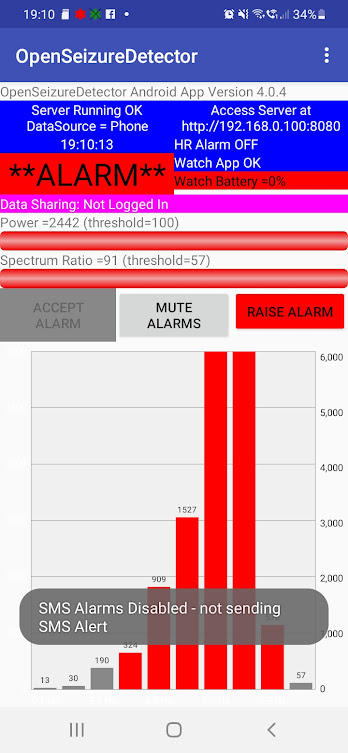 19:10
34%
OpenSeizureDetector
OpenSeizureDetector Android App Version 4.0.4
Server Running OK
DataSource = Phone
19:10:13
**ALARM**
Access Server at
http://192.168.0.100:8080
HR Alarm OFF
Watch App OK
Watch Battery =0%
Data Sharing: Not Logged In
Power =2442 (threshold=100)
Spectrum Ratio =91 (threshold=57)
ACCEPT
ALARM
MUTE
ALARMS
RAISE ALARM
6,000
5,000
4,000
3,000
2,000
1,000
0
13
30
190
324
909
1527
57
SMS Alarms Disabled - not sending
SMS Alert